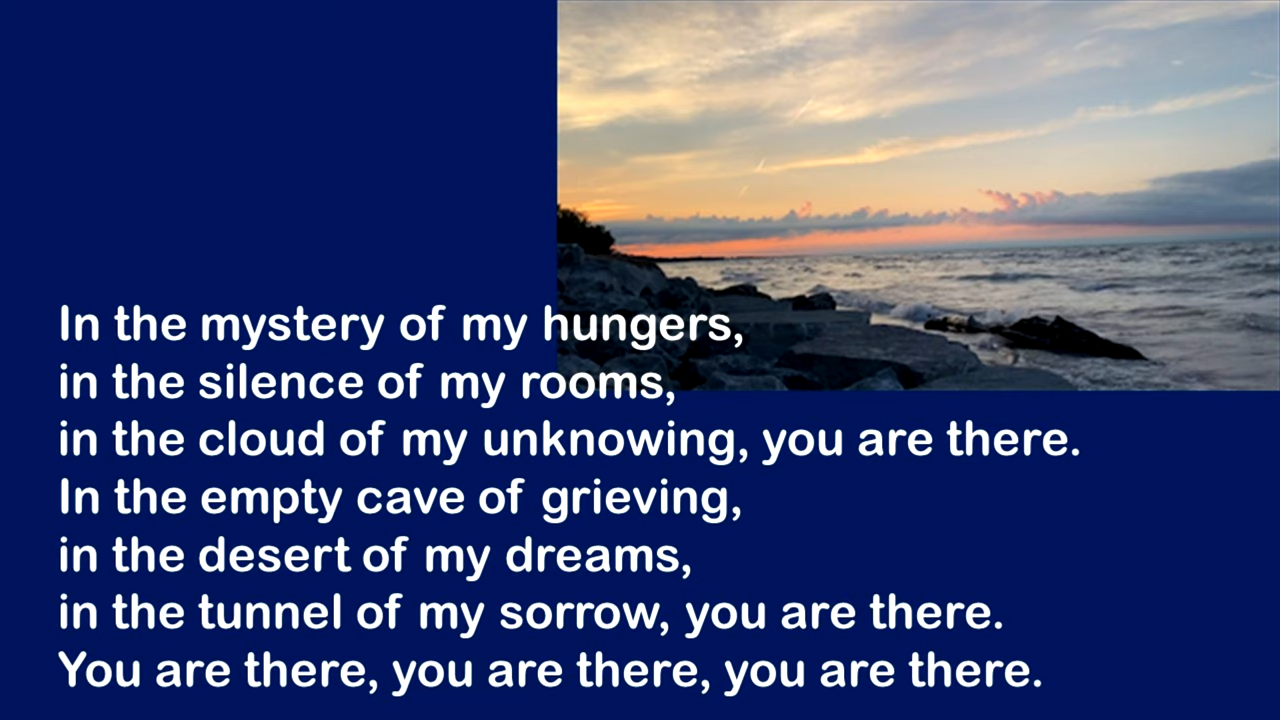 In the mystery of my hungers,
in the silence of my rooms,
in the cloud of my unknowing, you are there.
In the empty cave of grieving,
in the desert of my dreams,
in the tunnel of my sorrow, you are there.
You are there, you are there, you are there.